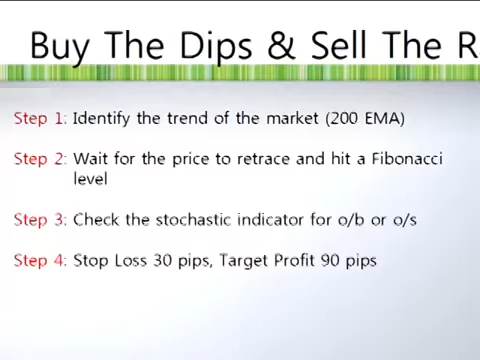 Buy The Dips & Sell The R
Step 1: Identify the trend of the market (200 EMA)
Step 2: Wait for the price to retrace and hit a Fibonacci
level
Step 3: Check the stochastic indicator for o/b or o/s
Step 4: Stop Loss 30 pips, Target Profit 90 pips